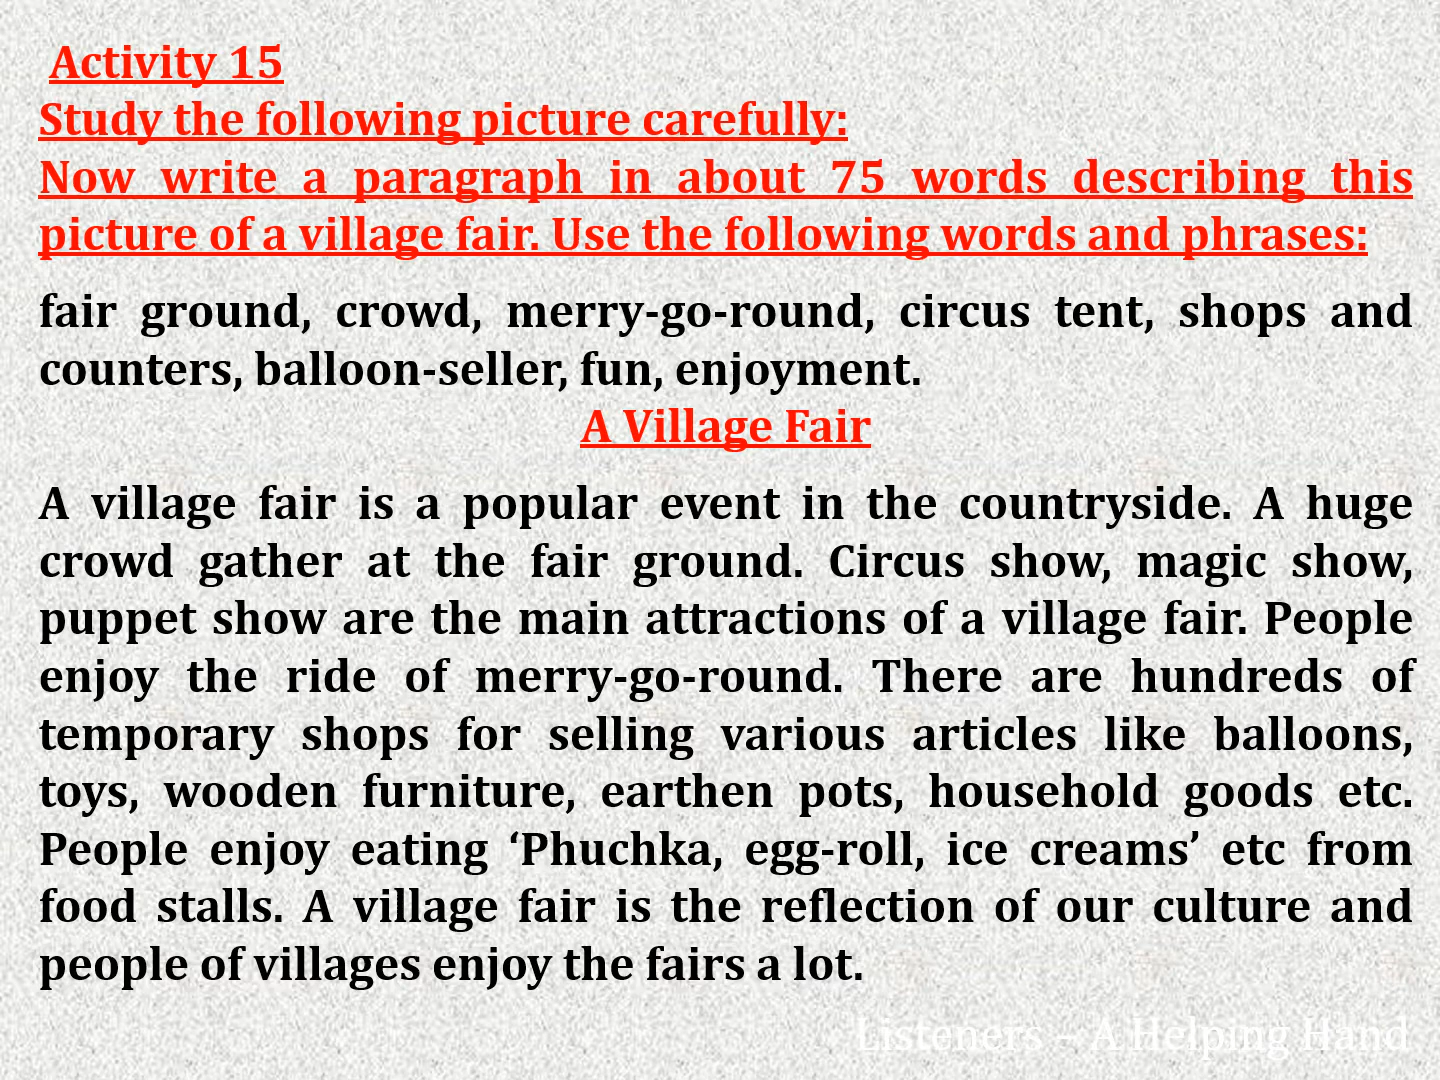 Activity 15
Study the following picture carefully:
Now write a paragraph in about 75 words describing this
picture of a village fair. Use the following words and phrases:
fair ground, crowd, merry-go-round, circus tent, shops and
counters, balloon-seller, fun, enjoyment.
A Village Fair
A village fair is a popular event in the countryside. A huge
crowd gather at the fair ground. Circus show, magic show,
puppet show are the main attractions of a village fair. People
enjoy the ride of merry-go-round. There are hundreds of
temporary shops for selling various articles like balloons,
toys, wooden furniture, earthen pots, household goods etc.
People enjoy eating ‘Phuchka, egg-roll, ice creams’ etc from
food stalls. A village fair is the reflection of our culture and
people of villages enjoy the fairs a lot.
Listeners – A Helping Hand